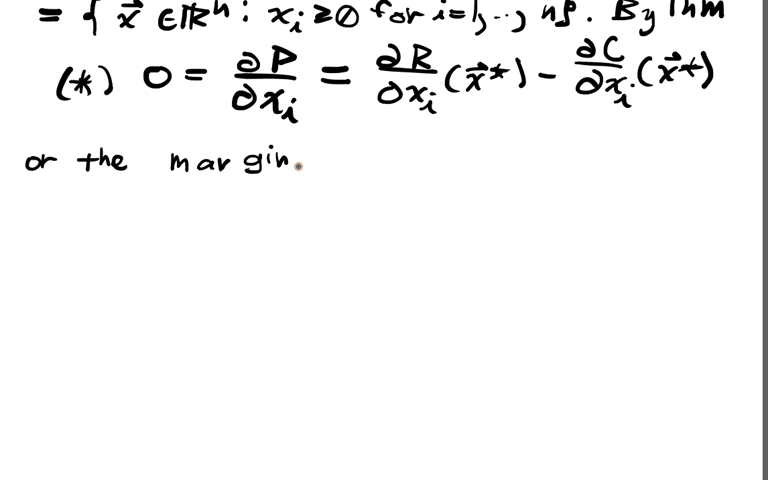 = { x⃗ ∈ ℝⁿ : xᵢ ≥ 0 for i=1,..., n}. By Thm
(*) 0 = ∂P/∂xᵢ = ∂R/∂xᵢ (x⃗*) - ∂C/∂xᵢ (x⃗*)
or the margin